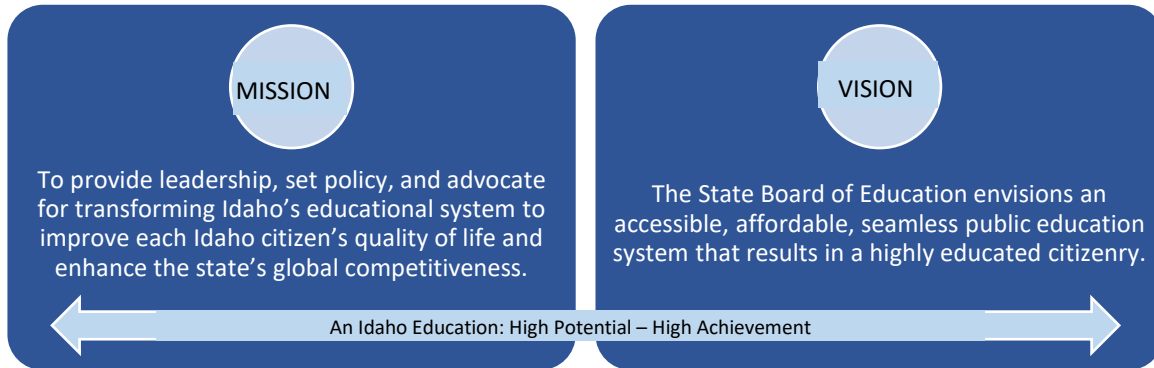 MISSION
To provide leadership, set policy, and advocate
for transforming Idaho’s educational system to
improve each Idaho citizen’s quality of life and
enhance the state’s global competitiveness.
VISION
The State Board of Education envisions an
accessible, affordable, seamless public education
system that results in a highly educated citizenry.
An Idaho Education: High Potential – High Achievement